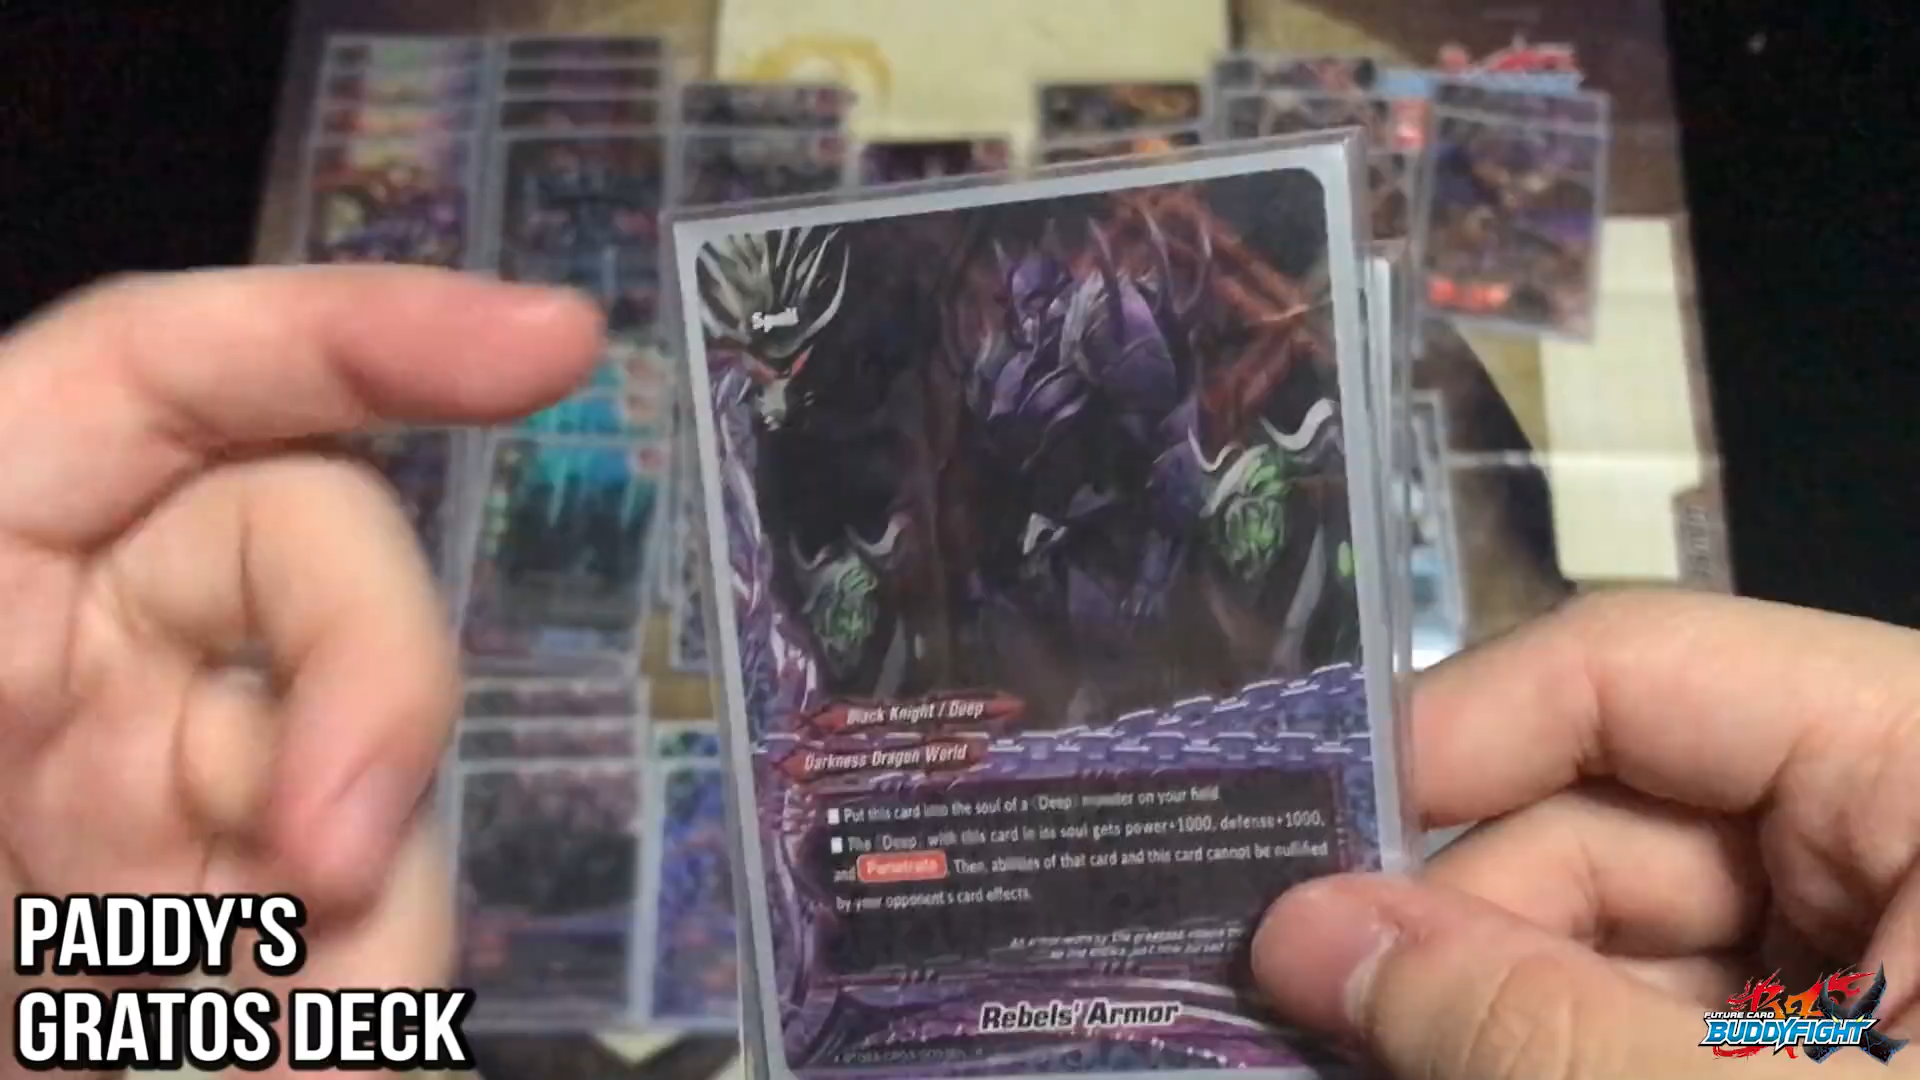 Spell
Black Knight / Deep
Darkness Dragon World
Put this card into the soul of a 《Deep》 monster on your field.
The 《Deep》 with this card in its soul gets power+1000, defense+1000,
and Penetrate. Then, abilities of that card and this card cannot be nullified
by your opponent's card effects.
Rebels' Armor
PADDY'S
GRATOS DECK
FUTURE CARD
BUDDYFIGHT